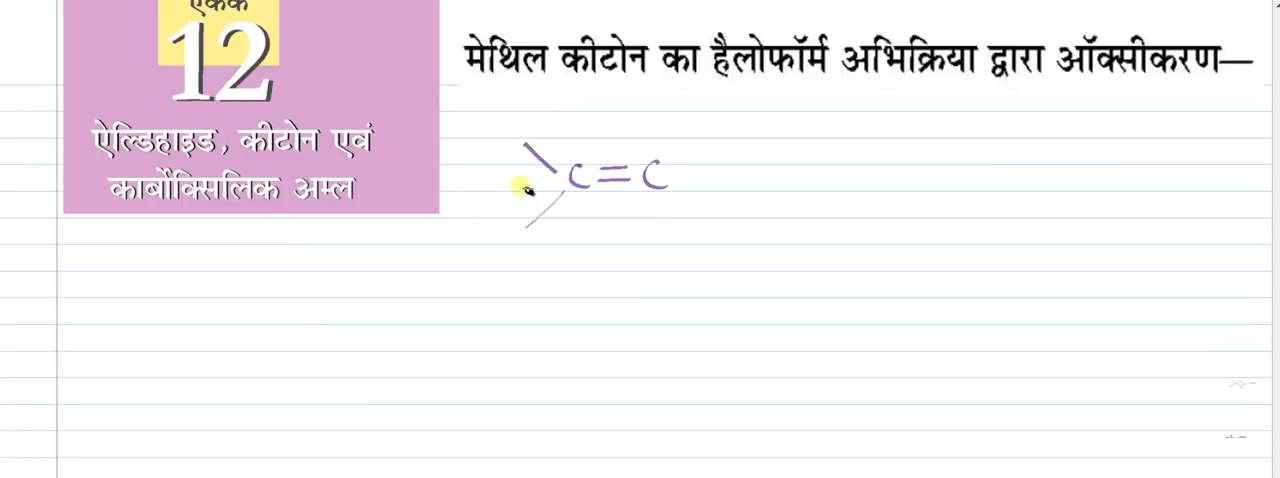 एकक
12
ऐल्डिहाइड, कीटोन एवं
कार्बोक्सिलिक अम्ल
मेथिल कीटोन का हैलोफॉर्म अभिक्रिया द्वारा ऑक्सीकरण—
C=C